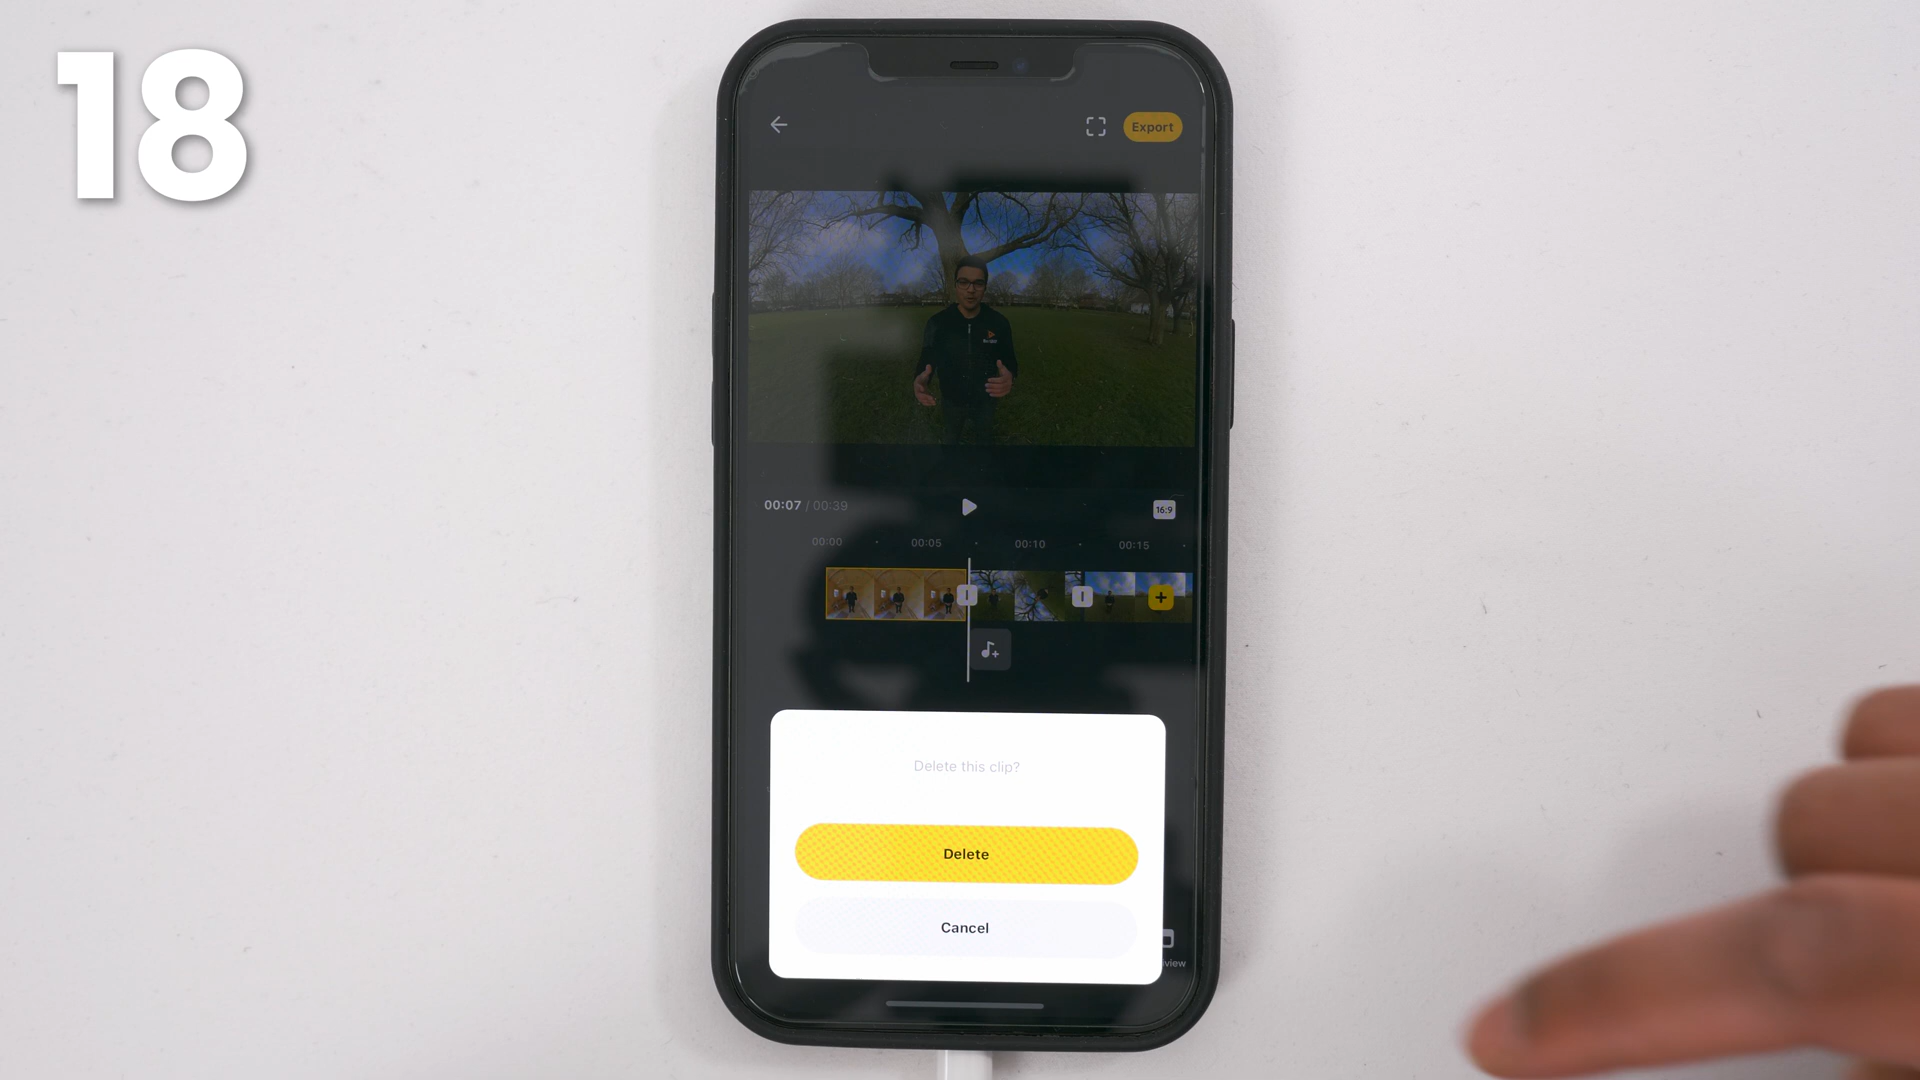 18
Export
00:07 / 00:39
16:9
00:00 · 00:05 · 00:10 · 00:15 ·
Delete this clip?
Delete
Cancel
view